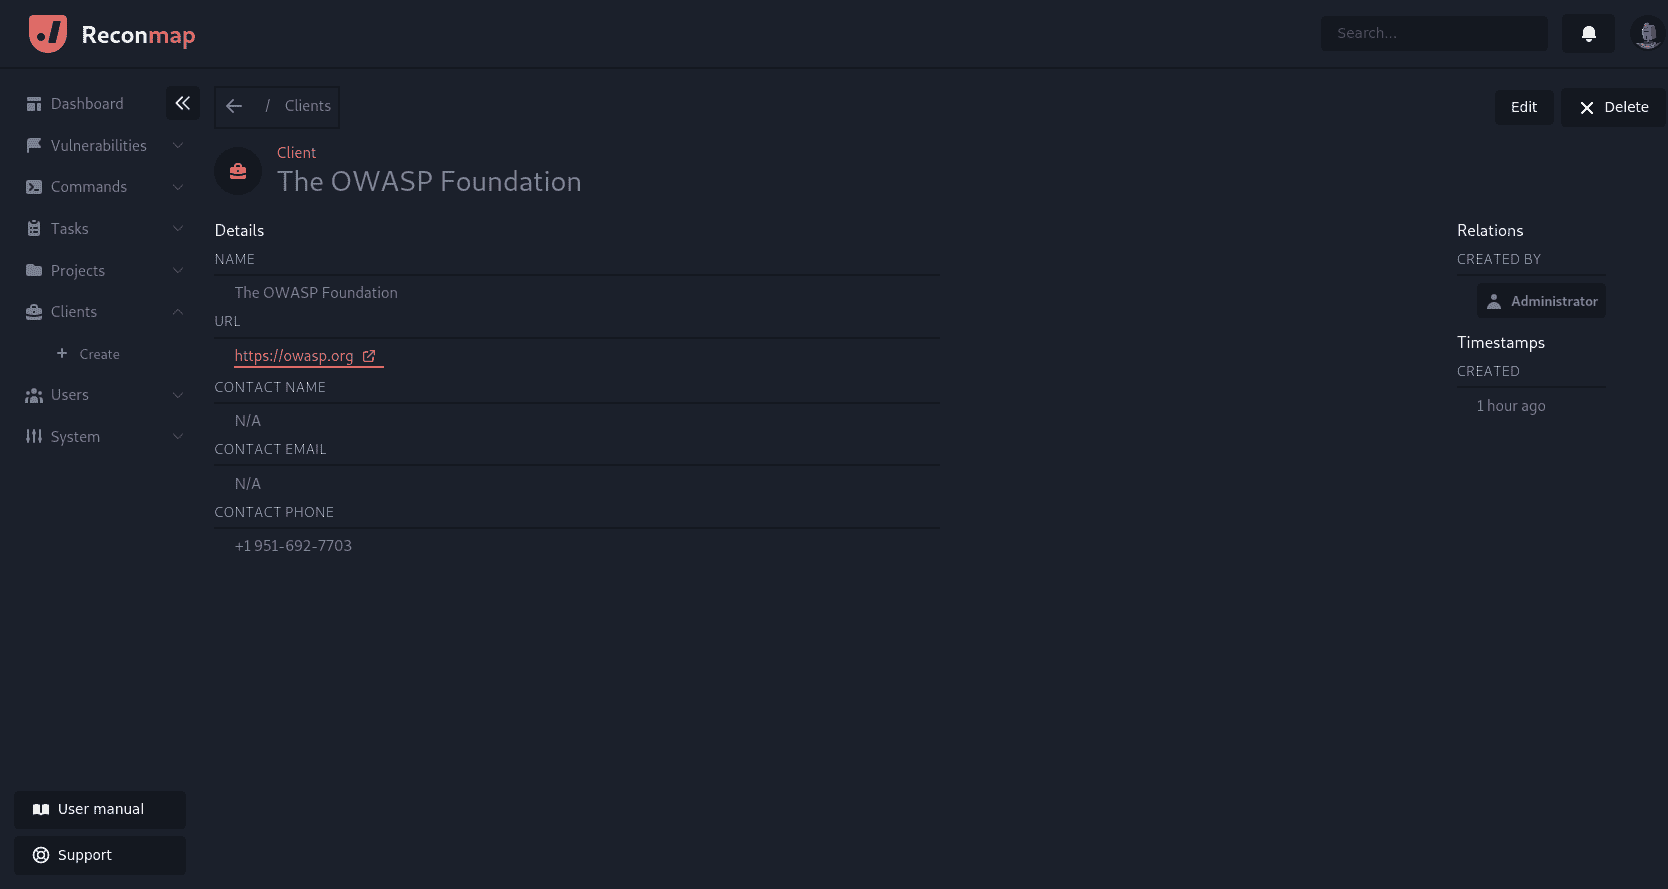 Reconmap
Search...
Dashboard
Vulnerabilities
Commands
Tasks
Projects
Clients
Create
Users
System
User manual
Support
/ Clients
Edit
Delete
Client
The OWASP Foundation
Details
NAME
The OWASP Foundation
URL
https://owasp.org
CONTACT NAME
N/A
CONTACT EMAIL
N/A
CONTACT PHONE
+1 951-692-7703
Relations
CREATED BY
Administrator
Timestamps
CREATED
1 hour ago